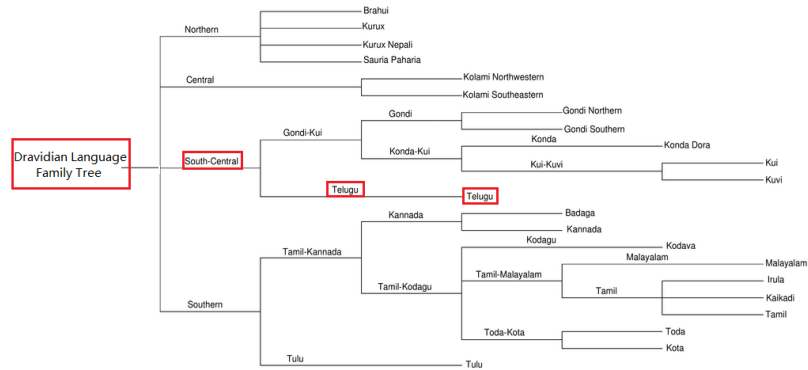 Brahui
Northern
Kurux
Kurux Nepali
Sauria Paharia
Kolami Northwestern
Central
Kolami Southeastern
Gondi Northern
Gondi
Gondi Southern
Gondi-Kui
Konda
Konda Dora
Konda-Kui
Dravidian Language
Family Tree
South-Central
Kui-Kuvi
Kui
Kuvi
Telugu
Telugu
Badaga
Kannada
Kannada
Kodagu
Kodava
Tamil-Kannada
Malayalam
Malayalam
Tamil-Malayalam
Irula
Tamil-Kodagu
Tamil
Kaikadi
Southern
Tamil
Toda
Toda-Kota
Kota
Tulu
Tulu